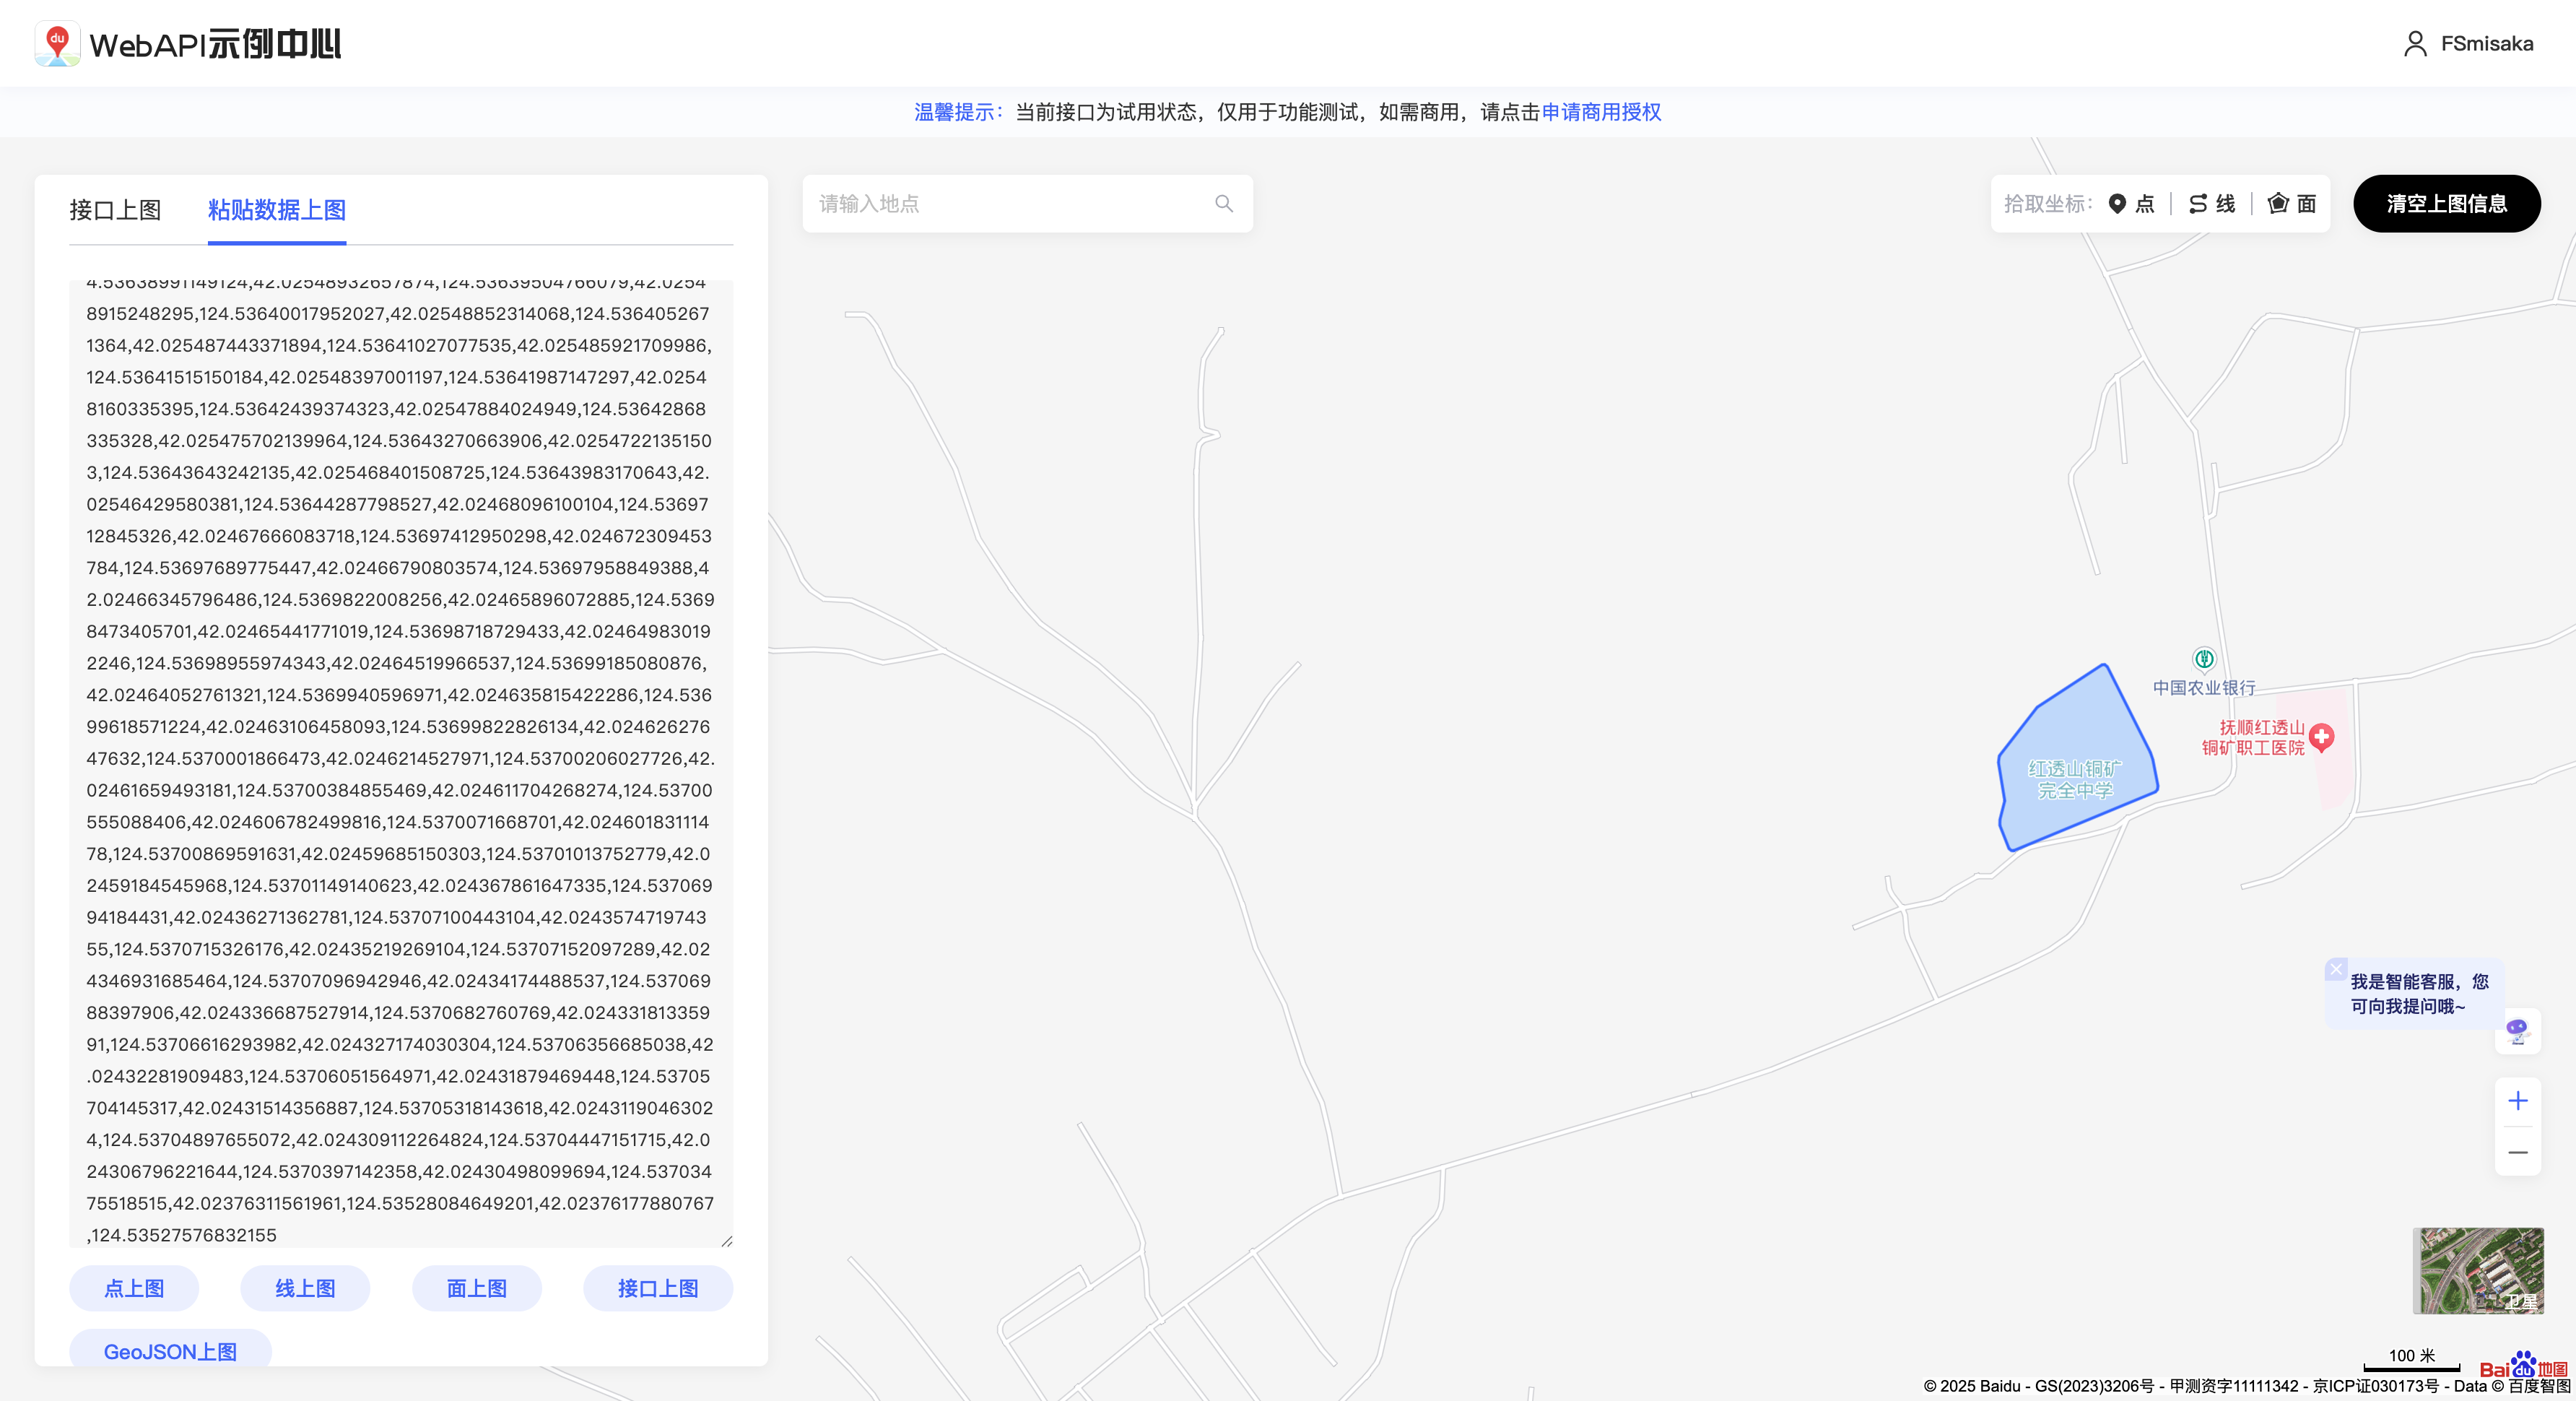 du
WebAPI示例中心
FSmisaka
温馨提示：当前接口为试用状态，仅用于功能测试，如需商用，请点击申请商用授权
接口上图
粘贴数据上图
请输入地点
拾取坐标：
点
线
面
清空上图信息
4.53638991149124,42.02548932657874,124.53639504766079,42.0254
8915248295,124.53640017952027,42.02548852314068,124.536405267
1364,42.025487443371894,124.53641027077535,42.025485921709986,
124.53641515150184,42.02548397001197,124.53641987147297,42.0254
8160335395,124.53642439374323,42.02547884024949,124.53642868
335328,42.025475702139964,124.53643270663906,42.0254722135150
3,124.53643643242135,42.025468401508725,124.53643983170643,42.
02546429580381,124.53644287798527,42.02468096100104,124.53697
12845326,42.02467666083718,124.53697412950298,42.024672309453
784,124.53697689775447,42.02466790803574,124.53697958849388,4
2.02466345796486,124.5369822008256,42.02465896072885,124.5369
8473405701,42.02465441771019,124.53698718729433,42.02464983019
2246,124.53698955974343,42.02464519966537,124.53699185080876,
42.02464052761321,124.5369940596971,42.024635815422286,124.536
99618571224,42.02463106458093,124.53699822826134,42.024626276
47632,124.5370001866473,42.0246214527971,124.53700206027726,42.
02461659493181,124.53700384855469,42.024611704268274,124.53700
555088406,42.024606782499816,124.5370071668701,42.024601831114
78,124.53700869591631,42.02459685150303,124.53701013752779,42.0
2459184545968,124.53701149140623,42.024367861647335,124.537069
94184431,42.02436271362781,124.53707100443104,42.0243574719743
55,124.5370715326176,42.02435219269104,124.53707152097289,42.02
4346931685464,124.53707096942946,42.02434174488537,124.537069
88397906,42.024336687527914,124.5370682760769,42.024331813359
91,124.53706616293982,42.024327174030304,124.53706356685038,42
.02432281909483,124.53706051564971,42.02431879469448,124.53705
704145317,42.02431514356887,124.53705318143618,42.0243119046302
4,124.53704897655072,42.024309112264824,124.53704447151715,42.0
24306796221644,124.5370397142358,42.02430498099694,124.537034
75518515,42.02376311561961,124.53528084649201,42.02376177880767
,124.53527576832155
点上图
线上图
面上图
接口上图
GeoJSON上图
中国农业银行
抚顺红透山
铜矿职工医院
红透山铜矿
完全中学
我是智能客服，您
可向我提问哦~
卫星
100 米
Bai du 地图
© 2025 Baidu - GS(2023)3206号 - 甲测资字11111342 - 京ICP证030173号 - Data © 百度智图